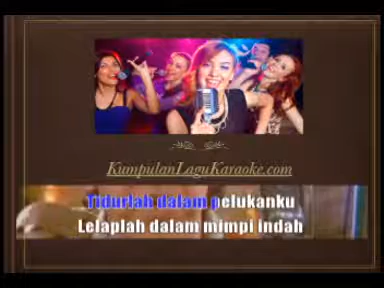 KumpulanLaguKaraoke.com
Tidurlah dalam pelukanku
Lelaplah dalam mimpi indah